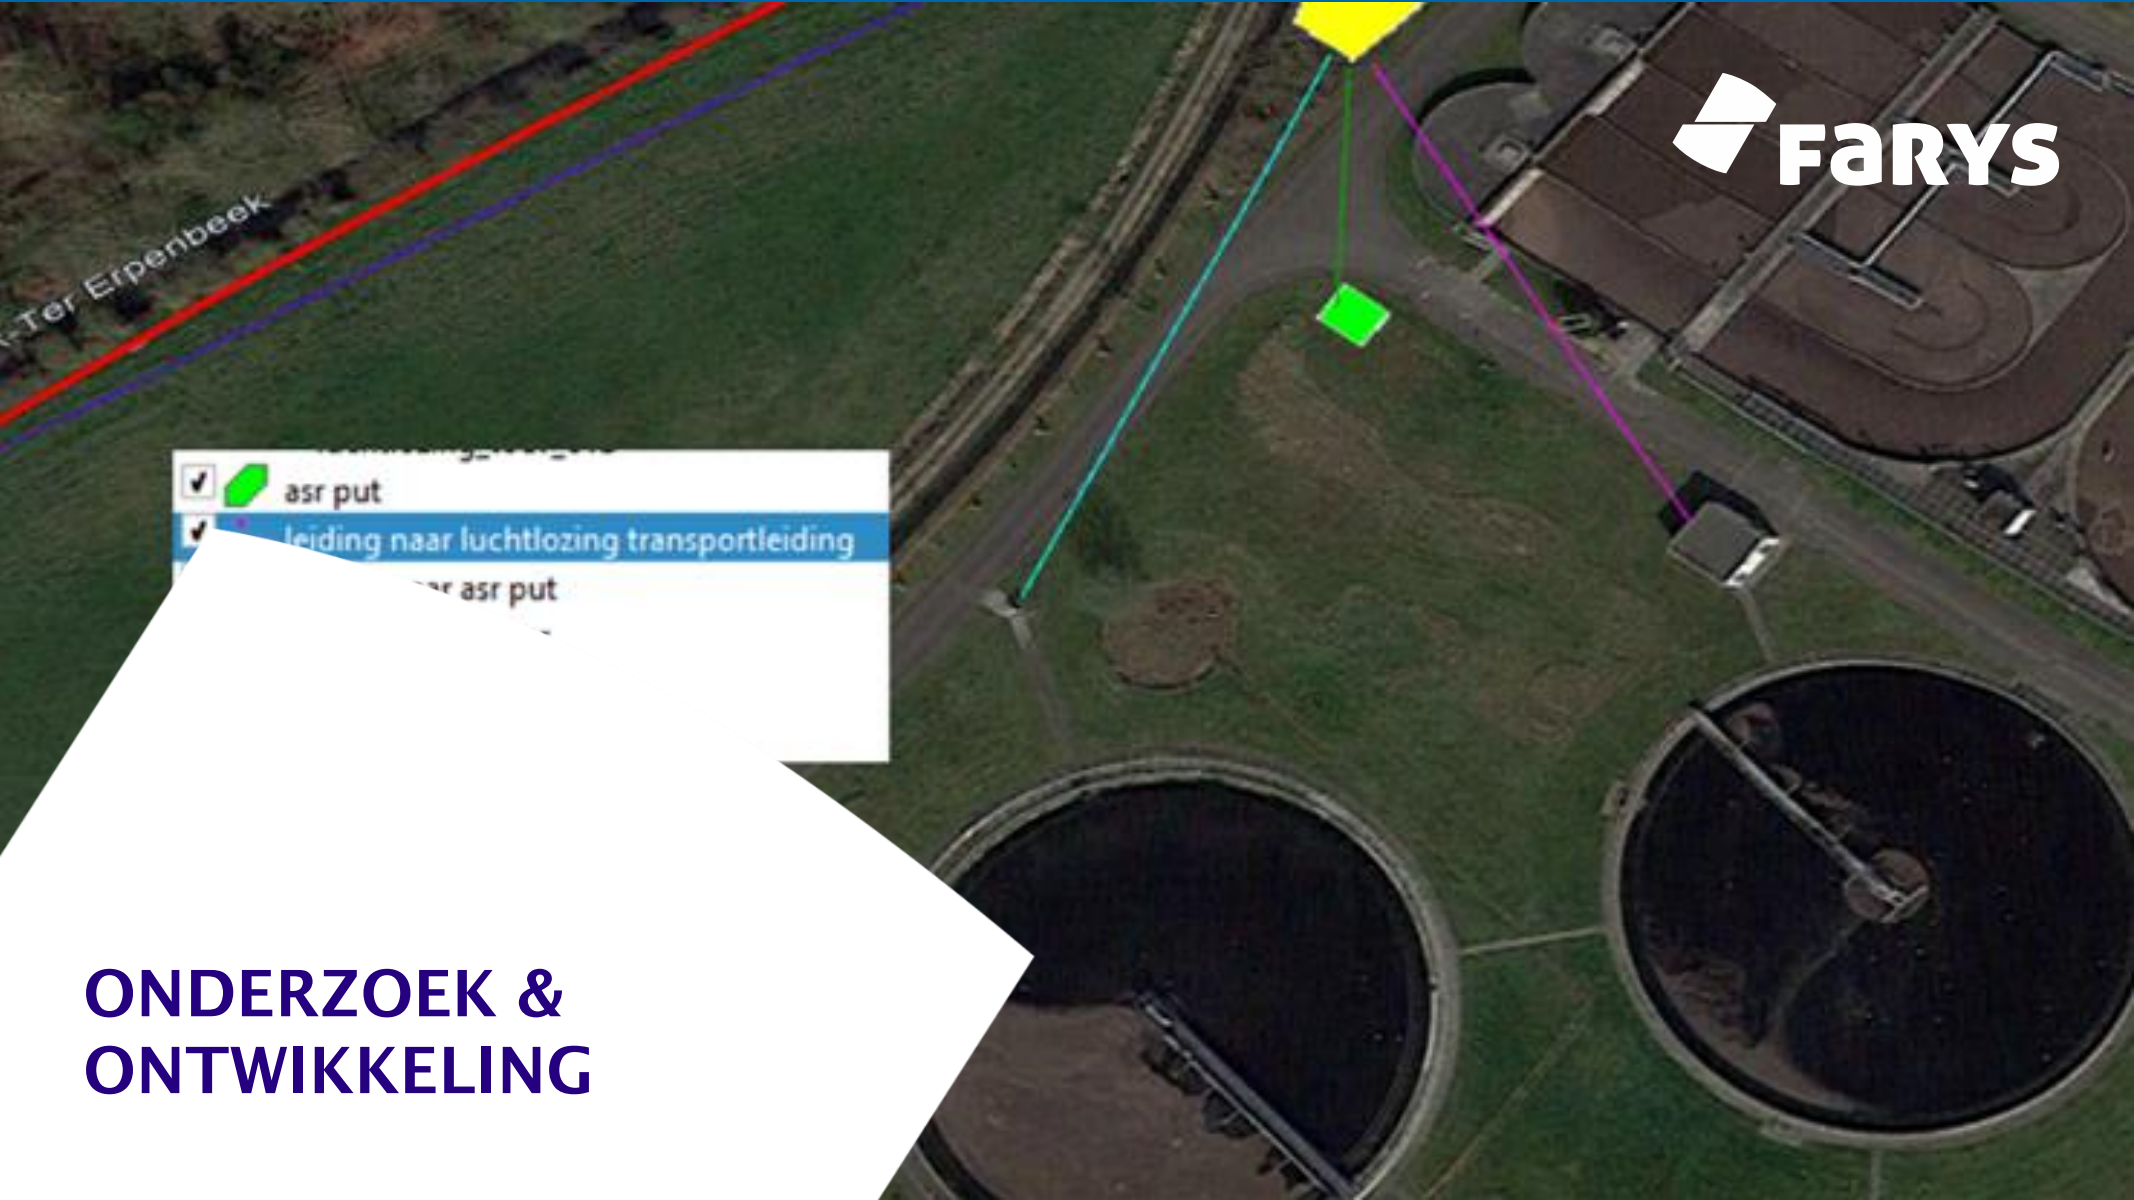 FARYS
-Ter Erpenbeek
asr put
leiding naar luchtlozing transportleiding
asr put
ONDERZOEK &
ONTWIKKELING